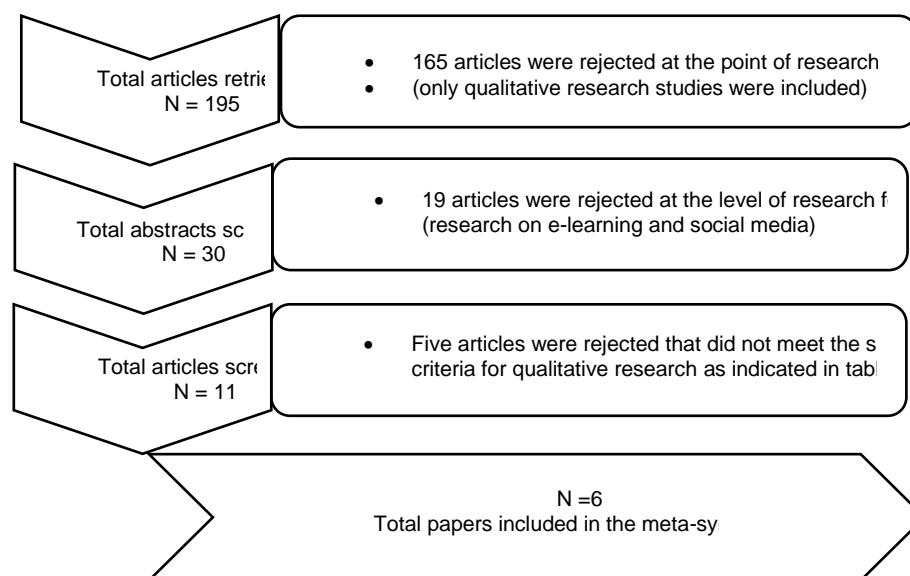 Total articles retrie
N = 195
• 165 articles were rejected at the point of research
• (only qualitative research studies were included)
Total abstracts sc
N = 30
• 19 articles were rejected at the level of research f
(research on e-learning and social media)
Total articles scre
N = 11
• Five articles were rejected that did not meet the s
criteria for qualitative research as indicated in tabl
N =6
Total papers included in the meta-sy